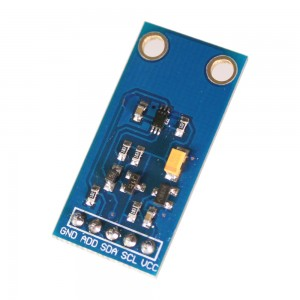 GND ADD SDA SCL VCC